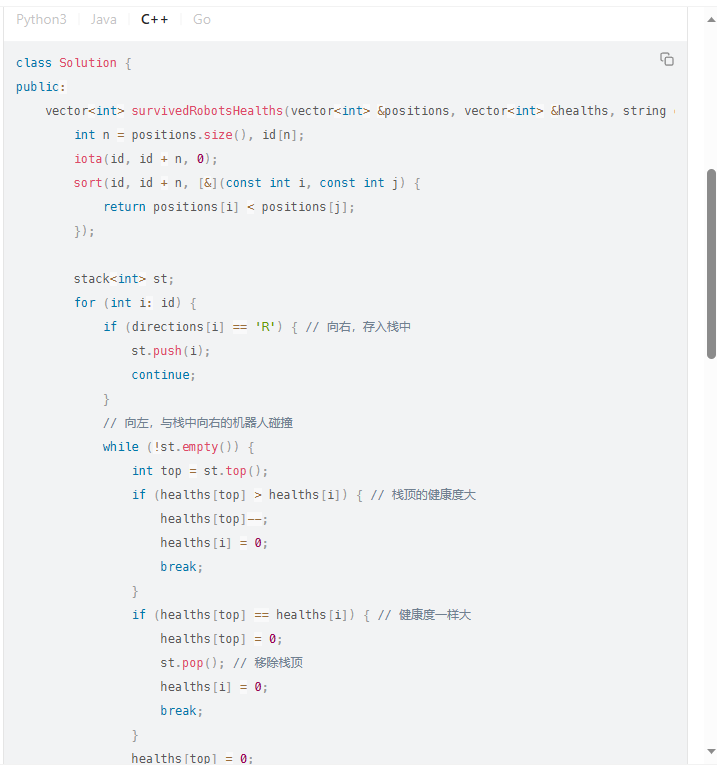 Python3 Java C++ Go
class Solution {
public:
    vector<int> survivedRobotsHealths(vector<int> &positions, vector<int> &healths, string
        int n = positions.size(), id[n];
        iota(id, id + n, 0);
        sort(id, id + n, [&](const int i, const int j) {
            return positions[i] < positions[j];
        });
        stack<int> st;
        for (int i: id) {
            if (directions[i] == 'R') { // 向右，存入栈中
                st.push(i);
                continue;
            }
            // 向左，与栈中向右的机器人碰撞
            while (!st.empty()) {
                int top = st.top();
                if (healths[top] > healths[i]) { // 栈顶的健康度大
                    healths[top]--;
                    healths[i] = 0;
                    break;
                }
                if (healths[top] == healths[i]) { // 健康度一样大
                    healths[top] = 0;
                    st.pop(); // 移除栈顶
                    healths[i] = 0;
                    break;
                }
                healths[top] = 0;